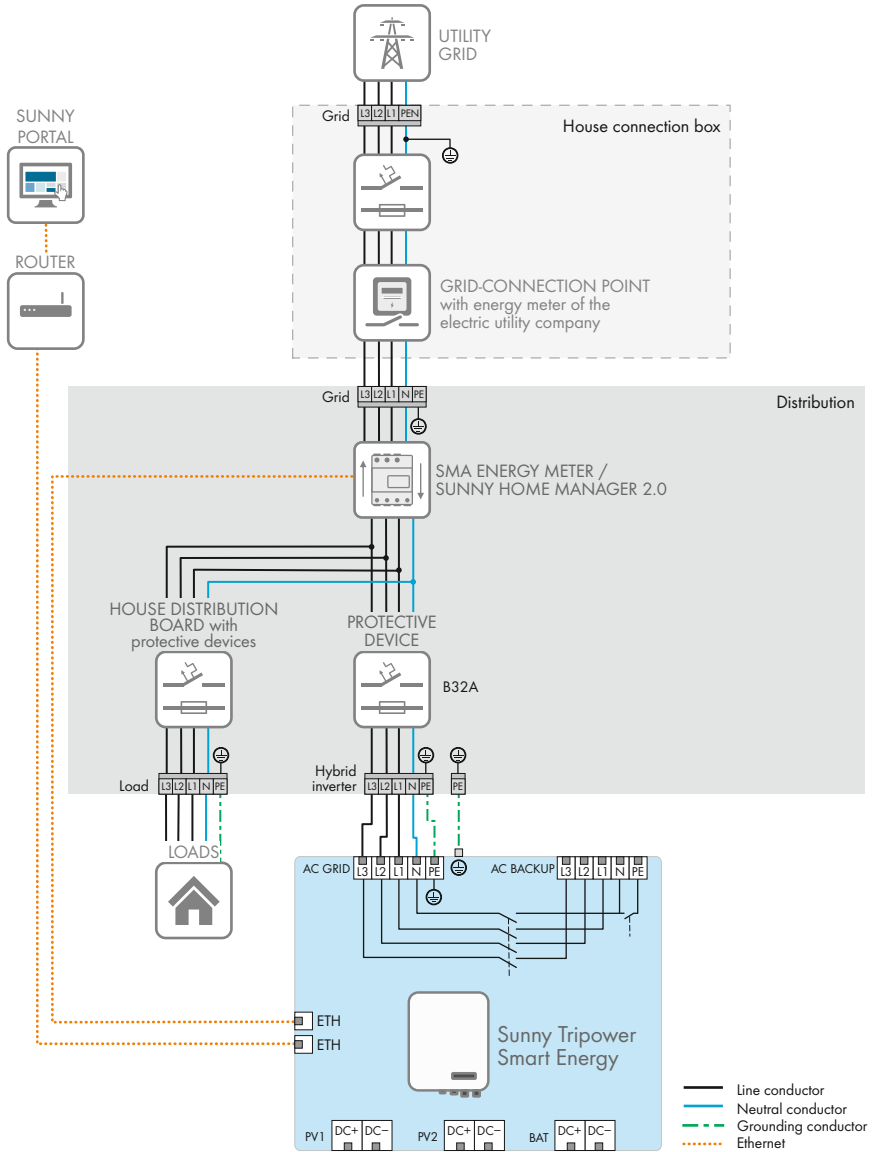 UTILITY
GRID
SUNNY
PORTAL
Grid
L3 L2 L1 PEN
House connection box
ROUTER
GRID-CONNECTION POINT
with energy meter of the
electric utility company
Grid
L3 L2 L1 N PE
Distribution
SMA ENERGY METER /
SUNNY HOME MANAGER 2.0
HOUSE DISTRIBUTION
BOARD with
protective devices
PROTECTIVE
DEVICE
B32A
Load
L3 L2 L1 N PE
Hybrid
inverter
L3 L2 L1 N PE
PE
LOADS
AC GRID
L3 L2 L1 N PE
AC BACKUP
L3 L2 L1 N PE
ETH
ETH
Sunny Tripower
Smart Energy
PV1
DC+ DC−
PV2
DC+ DC−
BAT
DC+ DC−
Line conductor
Neutral conductor
Grounding conductor
Ethernet